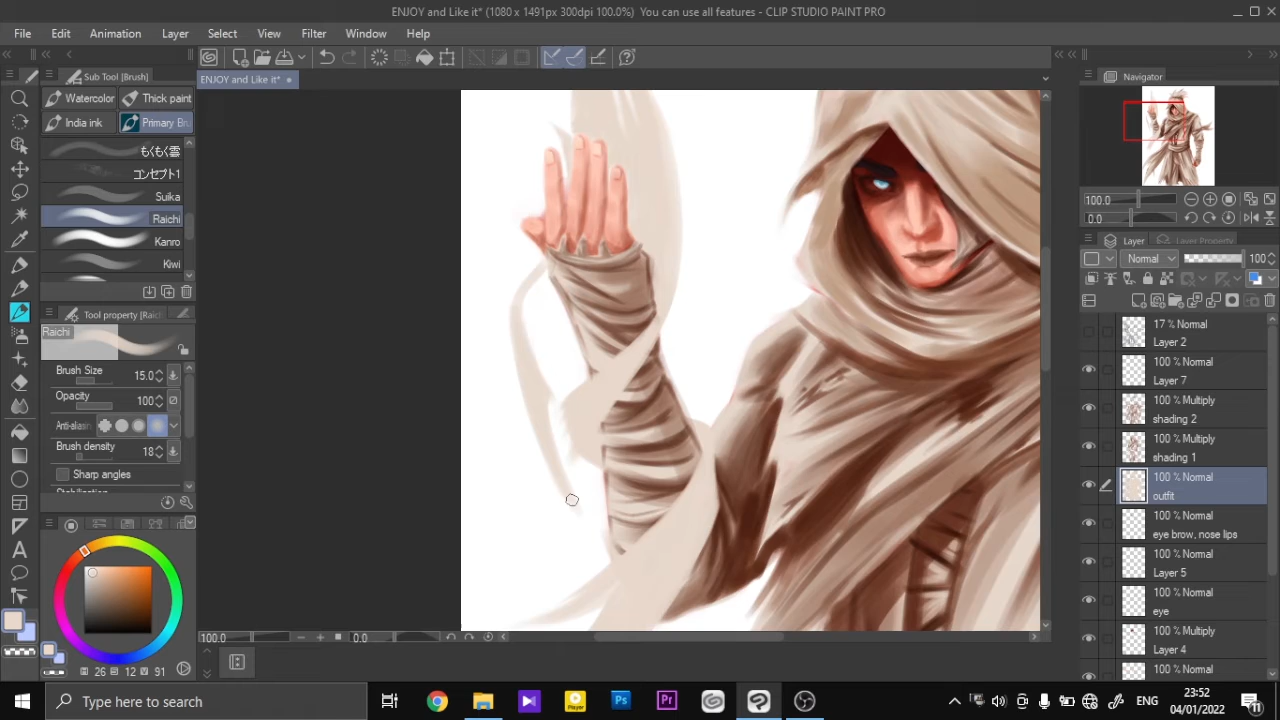 ENJOY and Like it* (1080 x 1491px 300dpi 100.0%)  You can use all features - CLIP STUDIO PAINT PRO
File Edit Animation Layer Select View Filter Window Help
ENJOY and Like it*
Sub Tool [Brush]
Watercolor Thick paint
India ink Primary Bru
もくもく雲
コンセプト1
Suika
Raichi
Kanro
Kiwi
Tool property [Raichi
Raichi
Brush Size 15.0
Opacity 100
Anti-aliasin
Brush density 18
Sharp angles
26 12 91
100.0 0.0
Navigator
100.0
0.0
Layer Layer Property
Normal 100
17 % Normal
Layer 2
100 % Normal
Layer 7
100 % Multiply
shading 2
100 % Multiply
shading 1
100 % Normal
outfit
100 % Normal
eye brow, nose lips
100 % Normal
Layer 5
100 % Normal
eye
100 % Multiply
Layer 4
100 % Normal
Type here to search
Player
Ps
Pr
ENG
23:52
04/01/2022
11